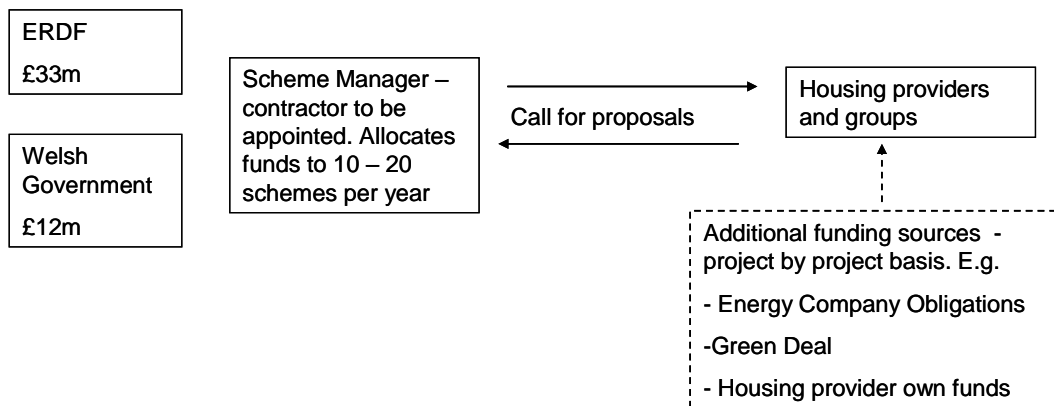 ERDF
£33m
Welsh
Government
£12m
Scheme Manager –
contractor to be
appointed. Allocates
funds to 10 – 20
schemes per year
Call for proposals
Housing providers
and groups
Additional funding sources -
project by project basis. E.g.
- Energy Company Obligations
-Green Deal
- Housing provider own funds